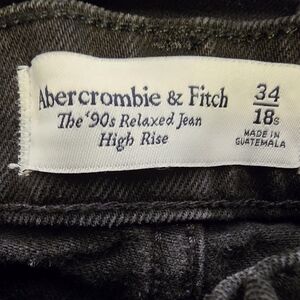 Abercrombie & Fitch
The '90s Relaxed Jean
High Rise
34
18s
MADE IN
GUATEMALA